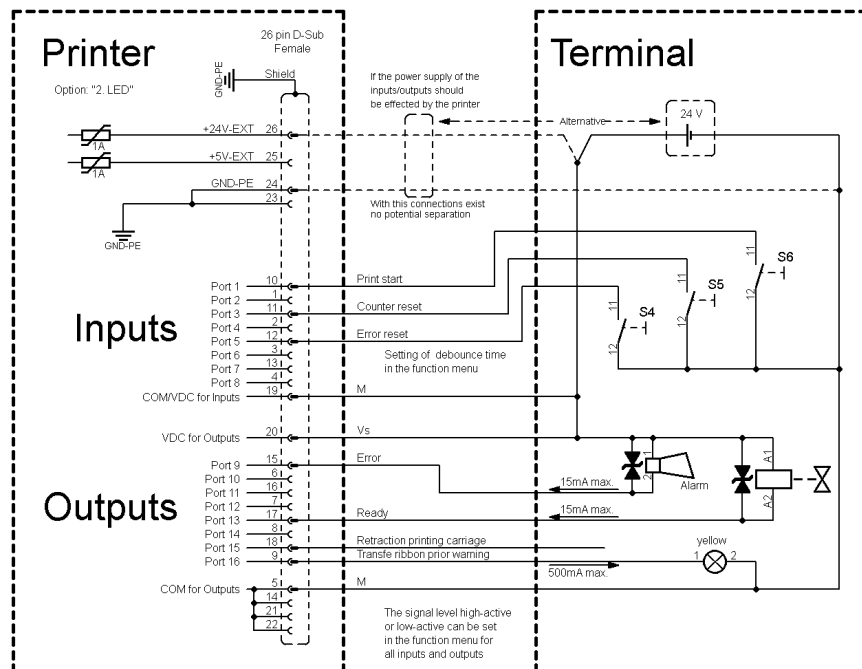 Printer
26 pin D-Sub
Female
Terminal
Option: "2. LED"
GND-PE
Shield
If the power supply of the
inputs/outputs should
be effected by the printer
Alternative
24 V
+24V-EXT 26
1A
+5V-EXT 25
1A
GND-PE 24
23
GND-PE
With this connections exist
no potential separation
Inputs
Port 1 10 Print start
Port 2 1
Port 3 11 Counter reset
Port 4 2
Port 5 12 Error reset
Port 6 3
Port 7 13
Port 8 4
COM/VDC for Inputs 19 M
Setting of debounce time
in the function menu
11
12
S4
11
12
S5
11
12
S6
VDC for Outputs 20 Vs
Outputs
Port 9 15 Error
Port 10 6
Port 11 16
Port 12 7
Port 13 17 Ready
Port 14 8
Port 15 18 Retraction printing carriage
Port 16 9 Transfe ribbon prior warning
COM for Outputs 5 M
14
21
22
15mA max.
1
2
Alarm
15mA max.
A1
A2
yellow
1 2
500mA max.
The signal level high-active
or low-active can be set
in the function menu for
all inputs and outputs